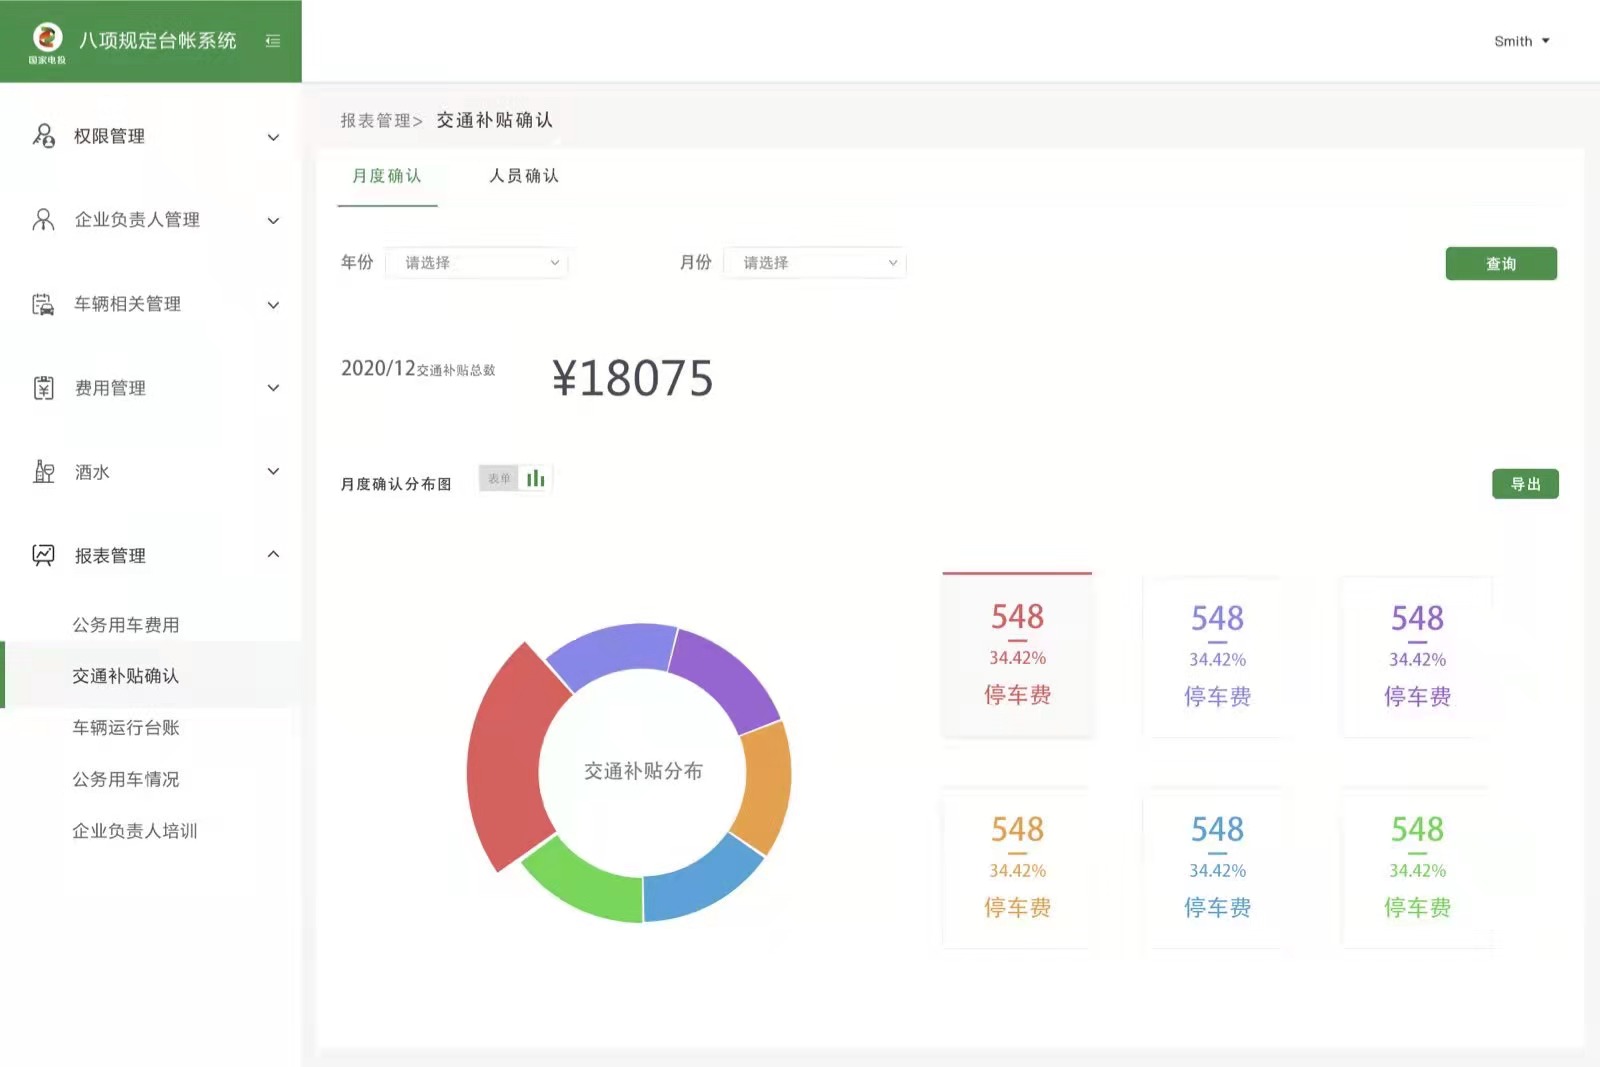 国家电投
八项规定台帐系统
Smith
权限管理
企业负责人管理
车辆相关管理
费用管理
酒水
报表管理
公务用车费用
交通补贴确认
车辆运行台账
公务用车情况
企业负责人培训
报表管理> 交通补贴确认
月度确认 人员确认
年份 请选择 月份 请选择 查询
2020/12交通补贴总数 ¥18075
月度确认分布图 表单 导出
交通补贴分布
548
34.42%
停车费
548
34.42%
停车费
548
34.42%
停车费
548
34.42%
停车费
548
34.42%
停车费
548
34.42%
停车费